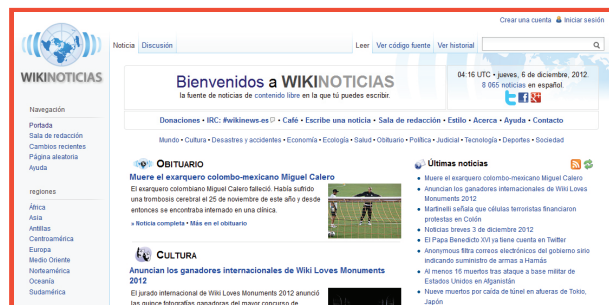 Crear una cuenta Iniciar sesión
Noticia Discusión Leer Ver código fuente Ver historial
WIKINOTICIAS
Bienvenidos a WIKINOTICIAS
la fuente de noticias de contenido libre en la que tú puedes escribir.
04:16 UTC • jueves, 6 de diciembre, 2012.
8 065 noticias en español.
Donaciones • IRC: #wikinews-es • Café • Escribe una noticia • Sala de redacción • Estilo • Acerca • Ayuda • Contacto
Mundo • Cultura • Desastres y accidentes • Economía • Ecología • Salud • Obituario • Política • Judicial • Tecnología • Deportes • Sociedad
Navegación
Portada
Sala de redacción
Cambios recientes
Página aleatoria
Ayuda
regiones
África
Asia
Antillas
Centroamérica
Europa
Medio Oriente
Norteamérica
Oceanía
Sudamérica
OBITUARIO
Muere el exarquero colombo-mexicano Miguel Calero
El exarquero colombiano Miguel Calero falleció. Había sufrido
una trombosis cerebral el 25 de noviembre de este año y desde
entonces se encontraba internado en una clínica.
» Noticia completa • Más en el obituario
CULTURA
Anuncian los ganadores internacionales de Wiki Loves Monuments
2012
El jurado internacional de Wiki Loves Monuments 2012 anunció
las quince fotografías ganadoras del mayor concurso de
Últimas noticias
Muere el exarquero colombo-mexicano Miguel Calero
Anuncian los ganadores internacionales de Wiki Loves
Monuments 2012
Martinelli señala que células terroristas financiaron
protestas en Colón
Noticias breves 3 de diciembre 2012
El Papa Benedicto XVI ya tiene cuenta en Twitter
Anonymous filtra correos electrónicos del gobierno sirio
indicando suministro de armas a Hamás
Al menos 16 muertos tras ataque a base militar de
Estados Unidos en Afganistán
Nueve muertos por caída de túnel en afueras de Tokio,
Japón